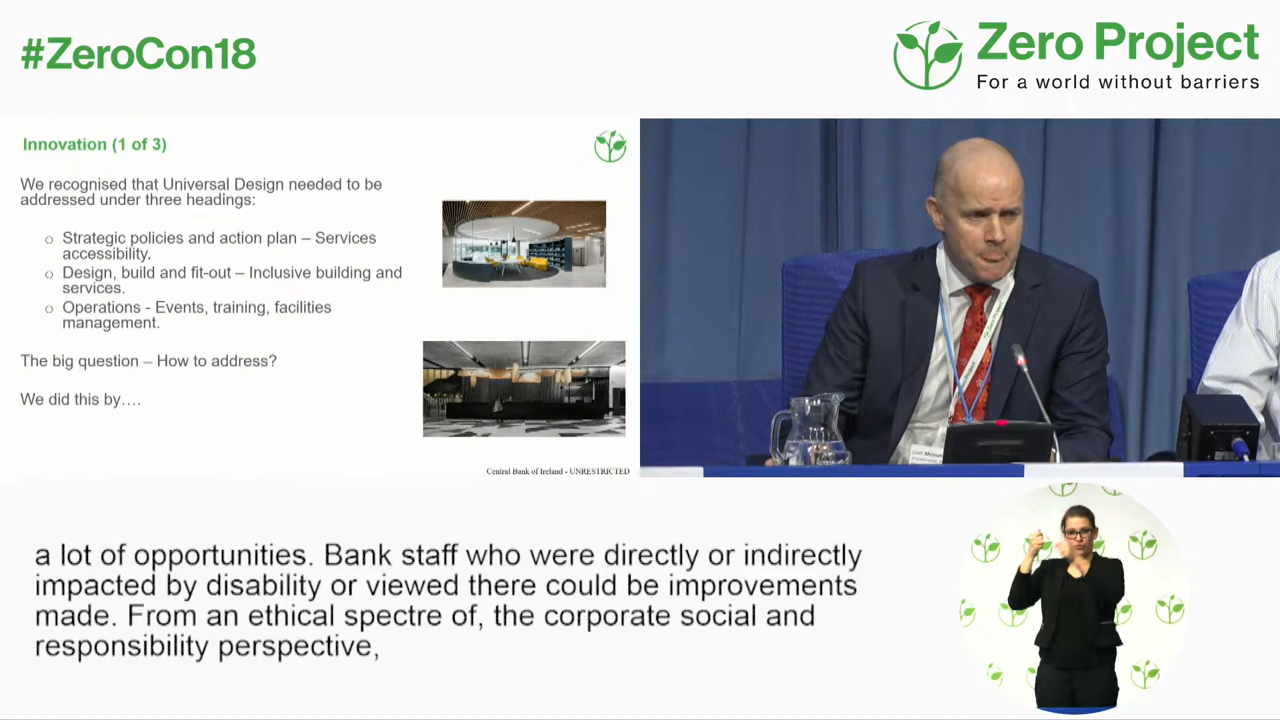 #ZeroCon18
Zero Project
For a world without barriers
Innovation (1 of 3)
We recognised that Universal Design needed to be
addressed under three headings:
o Strategic policies and action plan – Services
accessibility.
o Design, build and fit-out – Inclusive building and
services.
o Operations - Events, training, facilities
management.
The big question – How to address?
We did this by….
Central Bank of Ireland - UNRESTRICTED
a lot of opportunities. Bank staff who were directly or indirectly
impacted by disability or viewed there could be improvements
made. From an ethical spectre of, the corporate social and
responsibility perspective,